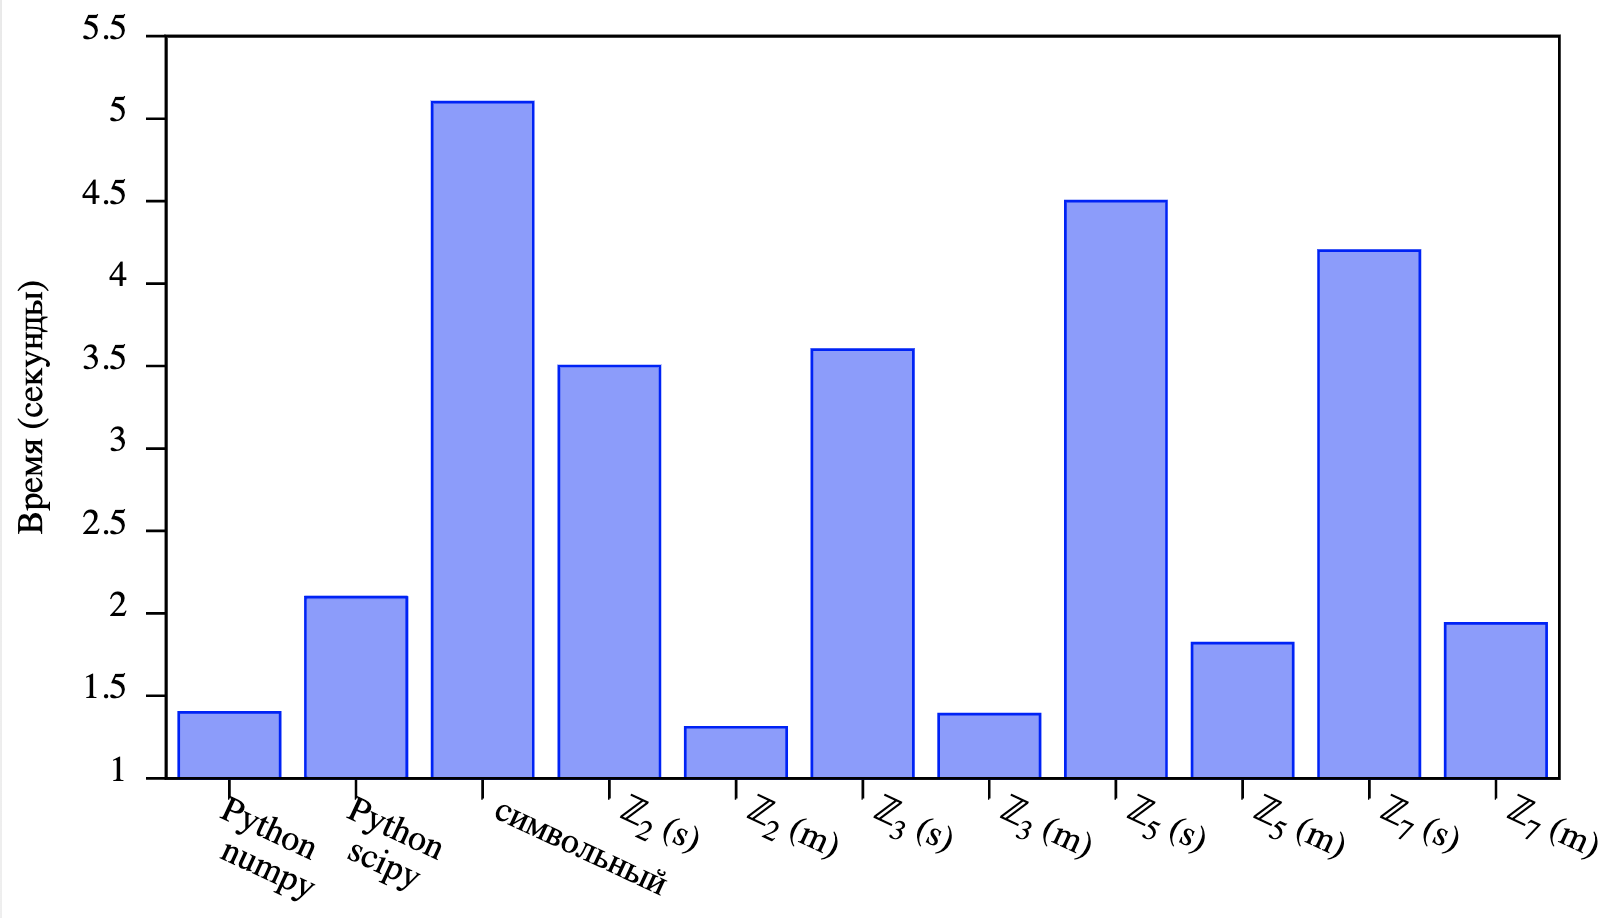 5.5
5
4.5
4
3.5
3
2.5
2
1.5
1
Время (секунды)
Python
numpy
Python
scipy
символьный
ℤ₂ (s)
ℤ₂ (m)
ℤ₃ (s)
ℤ₃ (m)
ℤ₅ (s)
ℤ₅ (m)
ℤ₇ (s)
ℤ₇ (m)